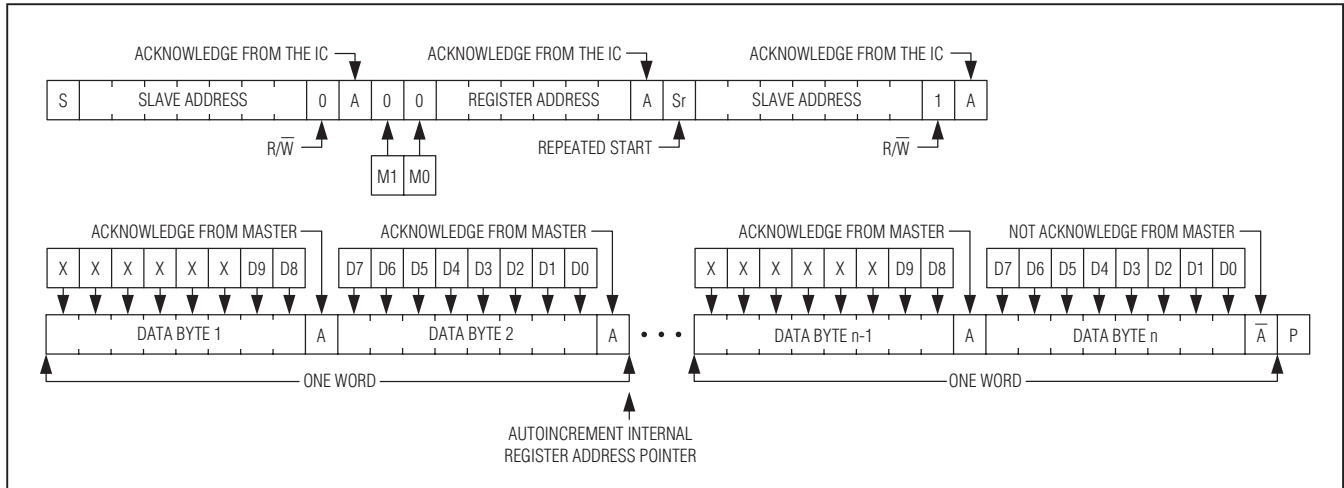 ACKNOWLEDGE FROM THE IC ACKNOWLEDGE FROM THE IC ACKNOWLEDGE FROM THE IC
S SLAVE ADDRESS 0 A 0 0 REGISTER ADDRESS A Sr SLAVE ADDRESS 1 A
R/W̅ REPEATED START R/W̅
M1 M0
ACKNOWLEDGE FROM MASTER ACKNOWLEDGE FROM MASTER ACKNOWLEDGE FROM MASTER NOT ACKNOWLEDGE FROM MASTER
X X X X X X D9 D8 D7 D6 D5 D4 D3 D2 D1 D0 X X X X X X D9 D8 D7 D6 D5 D4 D3 D2 D1 D0
DATA BYTE 1 A DATA BYTE 2 A • • • DATA BYTE n-1 A DATA BYTE n A̅ P
ONE WORD ONE WORD
AUTOINCREMENT INTERNAL
REGISTER ADDRESS POINTER